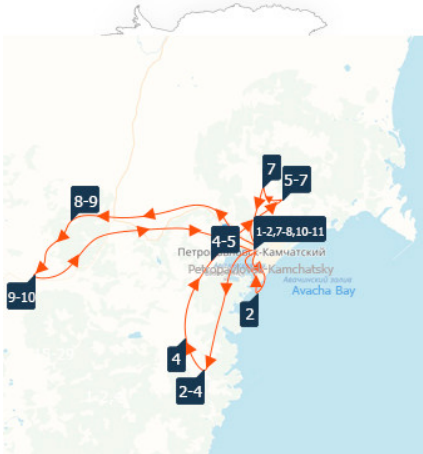 7
5-7
8-9
1-2,7-8,10-11
4-5
Петропавловск-Камчатский
Petropavlovsk-Kamchatsky
Авачинский залив
Avacha Bay
9-10
2
4
2-4